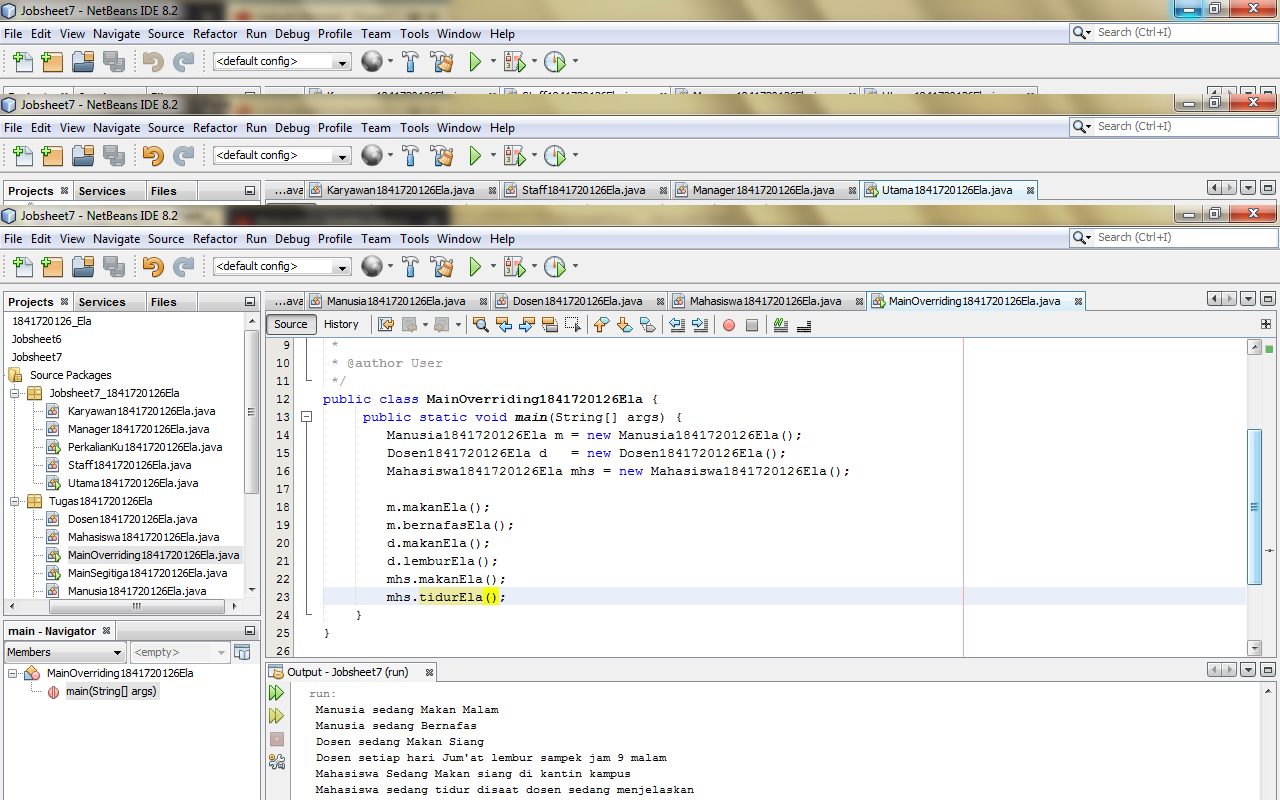 Jobsheet7 - NetBeans IDE 8.2
File Edit View Navigate Source Refactor Run Debug Profile Team Tools Window Help
Search (Ctrl+I)
<default config>
Jobsheet7 - NetBeans IDE 8.2
File Edit View Navigate Source Refactor Run Debug Profile Team Tools Window Help
Search (Ctrl+I)
<default config>
Projects Services Files
...ava Karyawan1841720126Ela.java Staff1841720126Ela.java Manager1841720126Ela.java Utama1841720126Ela.java
Jobsheet7 - NetBeans IDE 8.2
File Edit View Navigate Source Refactor Run Debug Profile Team Tools Window Help
Search (Ctrl+I)
<default config>
Projects Services Files
1841720126_Ela
Jobsheet6
Jobsheet7
Source Packages
Jobsheet7_1841720126Ela
Karyawan1841720126Ela.java
Manager1841720126Ela.java
PerkalianKu1841720126Ela.java
Staff1841720126Ela.java
Utama1841720126Ela.java
Tugas1841720126Ela
Dosen1841720126Ela.java
Mahasiswa1841720126Ela.java
MainOverriding1841720126Ela.java
MainSegitiga1841720126Ela.java
Manusia1841720126Ela.java
main - Navigator
Members <empty>
MainOverriding1841720126Ela
main(String[] args)
...ava Manusia1841720126Ela.java Dosen1841720126Ela.java Mahasiswa1841720126Ela.java MainOverriding1841720126Ela.java
Source History
9 *
10 * @author User
11 */
12 public class MainOverriding1841720126Ela {
13 public static void main(String[] args) {
14 Manusia1841720126Ela m = new Manusia1841720126Ela();
15 Dosen1841720126Ela d = new Dosen1841720126Ela();
16 Mahasiswa1841720126Ela mhs = new Mahasiswa1841720126Ela();
17
18 m.makanEla();
19 m.bernafasEla();
20 d.makanEla();
21 d.lemburEla();
22 mhs.makanEla();
23 mhs.tidurEla();
24 }
25 }
26
Output - Jobsheet7 (run)
run:
Manusia sedang Makan Malam
Manusia sedang Bernafas
Dosen sedang Makan Siang
Dosen setiap hari Jum'at lembur sampek jam 9 malam
Mahasiswa Sedang Makan siang di kantin kampus
Mahasiswa sedang tidur disaat dosen sedang menjelaskan